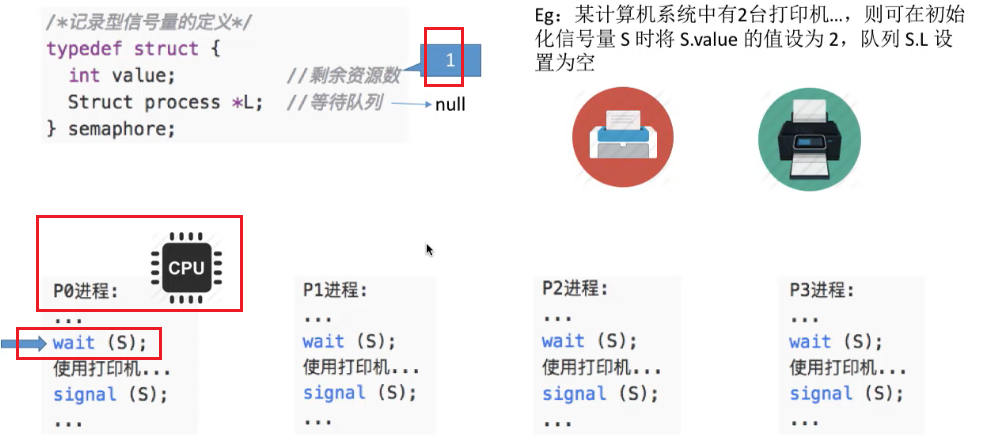 /*记录型信号量的定义*/
typedef struct {
int value; //剩余资源数
Struct process *L; //等待队列
} semaphore;
1
null
Eg：某计算机系统中有2台打印机...，则可在初始
化信号量 S 时将 S.value 的值设为 2，队列 S.L 设
置为空
CPU
P0进程:
...
wait (S);
使用打印机...
signal (S);
...
P1进程:
...
wait (S);
使用打印机...
signal (S);
...
P2进程:
...
wait (S);
使用打印机...
signal (S);
...
P3进程:
...
wait (S);
使用打印机...
signal (S);
...